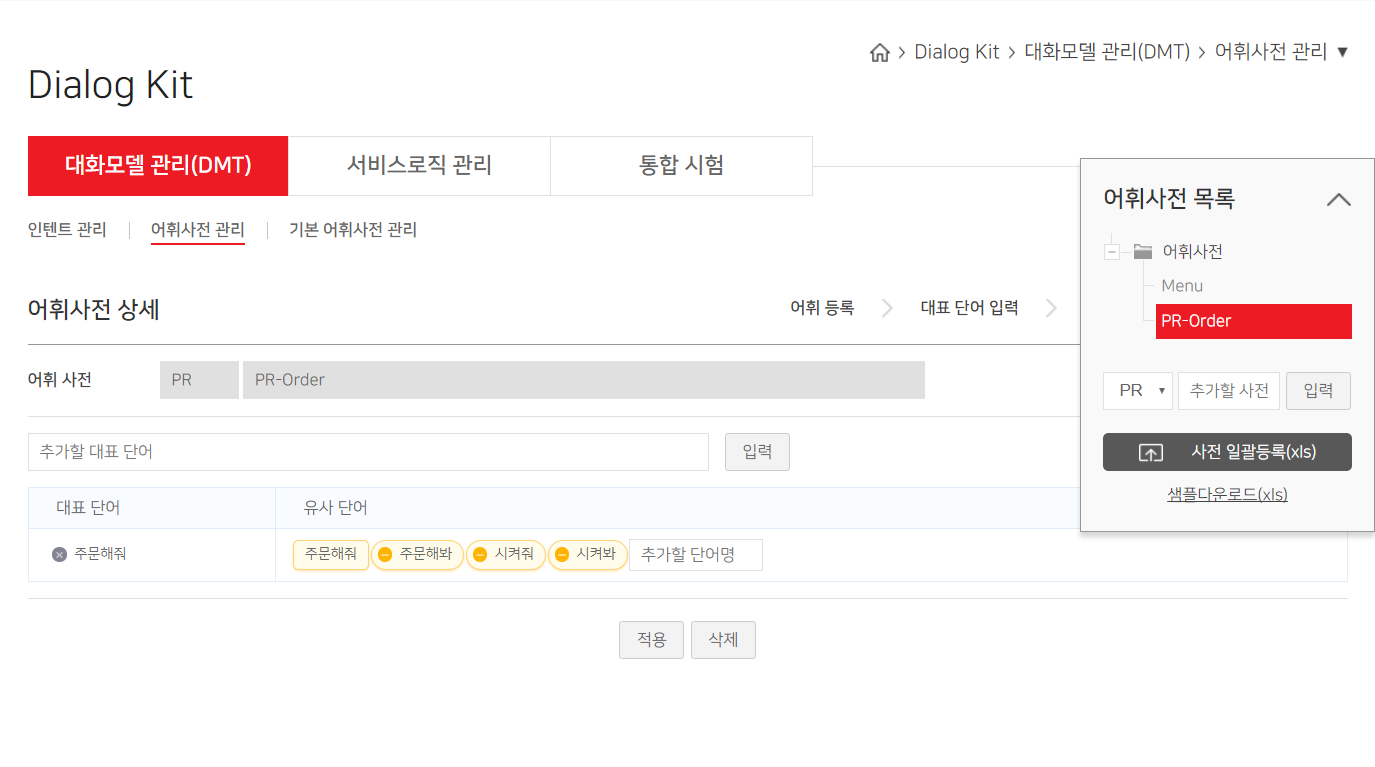 Dialog Kit > 대화모델 관리(DMT) > 어휘사전 관리 ▼
Dialog Kit
대화모델 관리(DMT) 서비스로직 관리 통합 시험
인텐트 관리 어휘사전 관리 기본 어휘사전 관리
어휘사전 상세 어휘 등록 대표 단어 입력
어휘 사전 PR PR-Order
추가할 대표 단어 입력
대표 단어 유사 단어
주문해줘 주문해줘 주문해봐 시켜줘 시켜봐 추가할 단어명
적용 삭제
어휘사전 목록
어휘사전
Menu
PR-Order
PR ▼ 추가할 사전 입력
사전 일괄등록(xls)
샘플다운로드(xls)